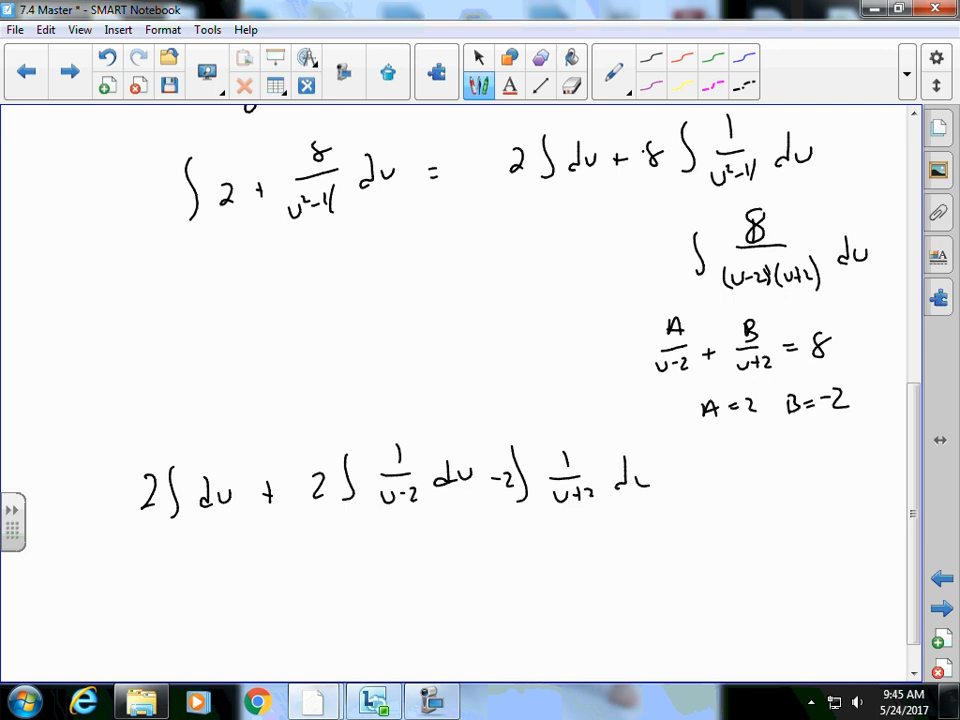 7.4 Master * - SMART Notebook
File Edit View Insert Format Tools Help
∫ 2 + 8/(u²-4) du = 2 ∫ du + 8 ∫ 1/(u²-4) du
∫ 8/((u-2)(u+2)) du
A/(u-2) + B/(u+2) = 8
A = 2 B = -2
2 ∫ du + 2 ∫ 1/(u-2) du -2 ∫ 1/(u+2) du
9:45 AM
5/24/2017